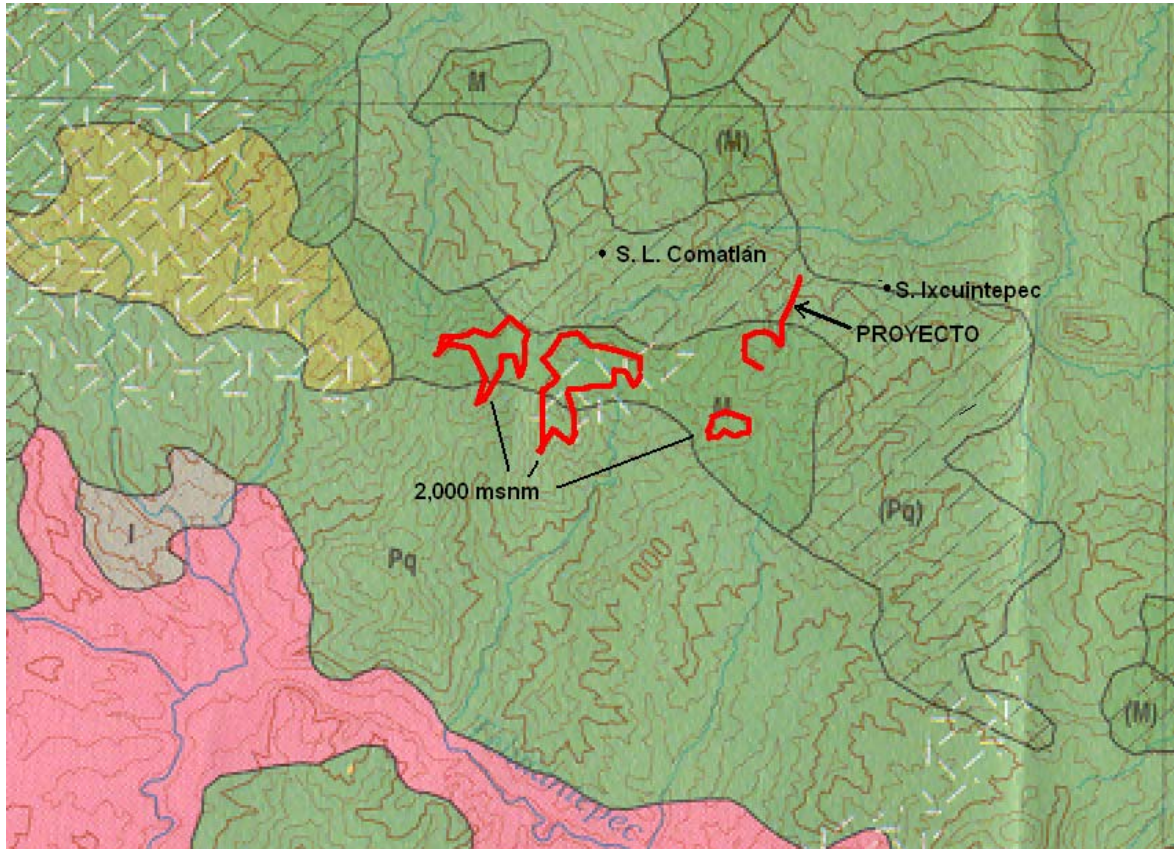 M
(M)
S. L. Comatlán
S. Ixcuintepec
PROYECTO
M
2,000 msnm
(Pq)
I
Pq
1000
(M)